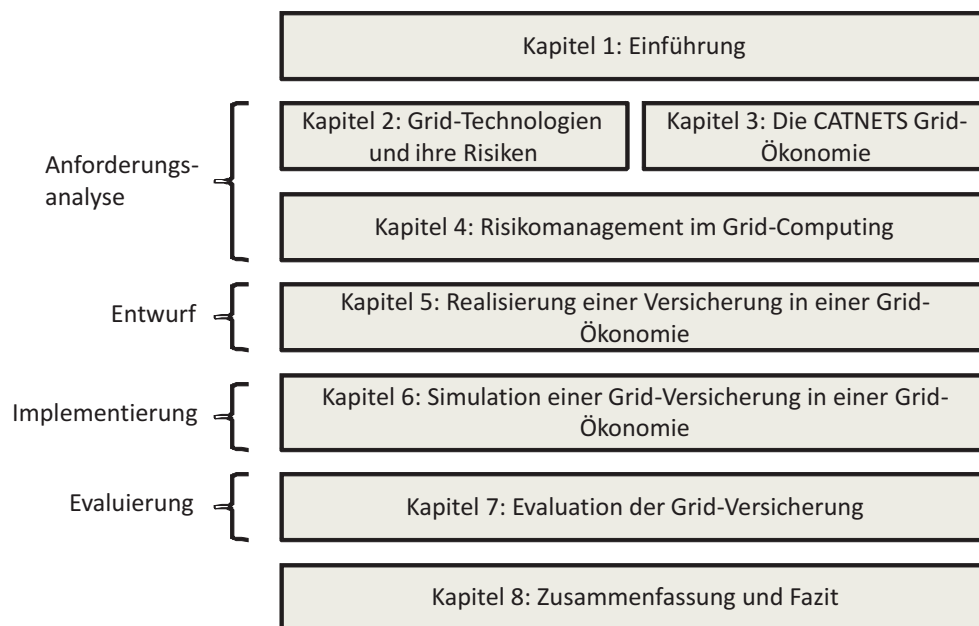 Kapitel 1: Einführung
Anforderungs-
analyse
Kapitel 2: Grid-Technologien
und ihre Risiken
Kapitel 3: Die CATNETS Grid-
Ökonomie
Kapitel 4: Risikomanagement im Grid-Computing
Entwurf
Kapitel 5: Realisierung einer Versicherung in einer Grid-
Ökonomie
Implementierung
Kapitel 6: Simulation einer Grid-Versicherung in einer Grid-
Ökonomie
Evaluierung
Kapitel 7: Evaluation der Grid-Versicherung
Kapitel 8: Zusammenfassung und Fazit